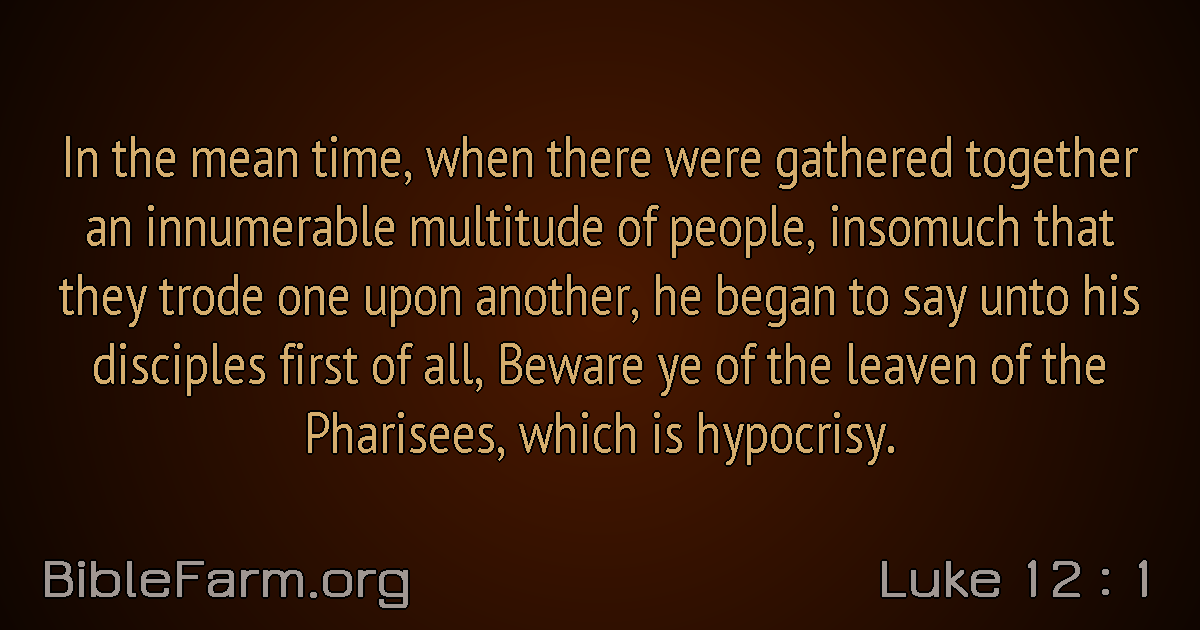 In the mean time, when there were gathered together
an innumerable multitude of people, insomuch that
they trode one upon another, he began to say unto his
disciples first of all, Beware ye of the leaven of the
Pharisees, which is hypocrisy.
BibleFarm.org
Luke 12 : 1